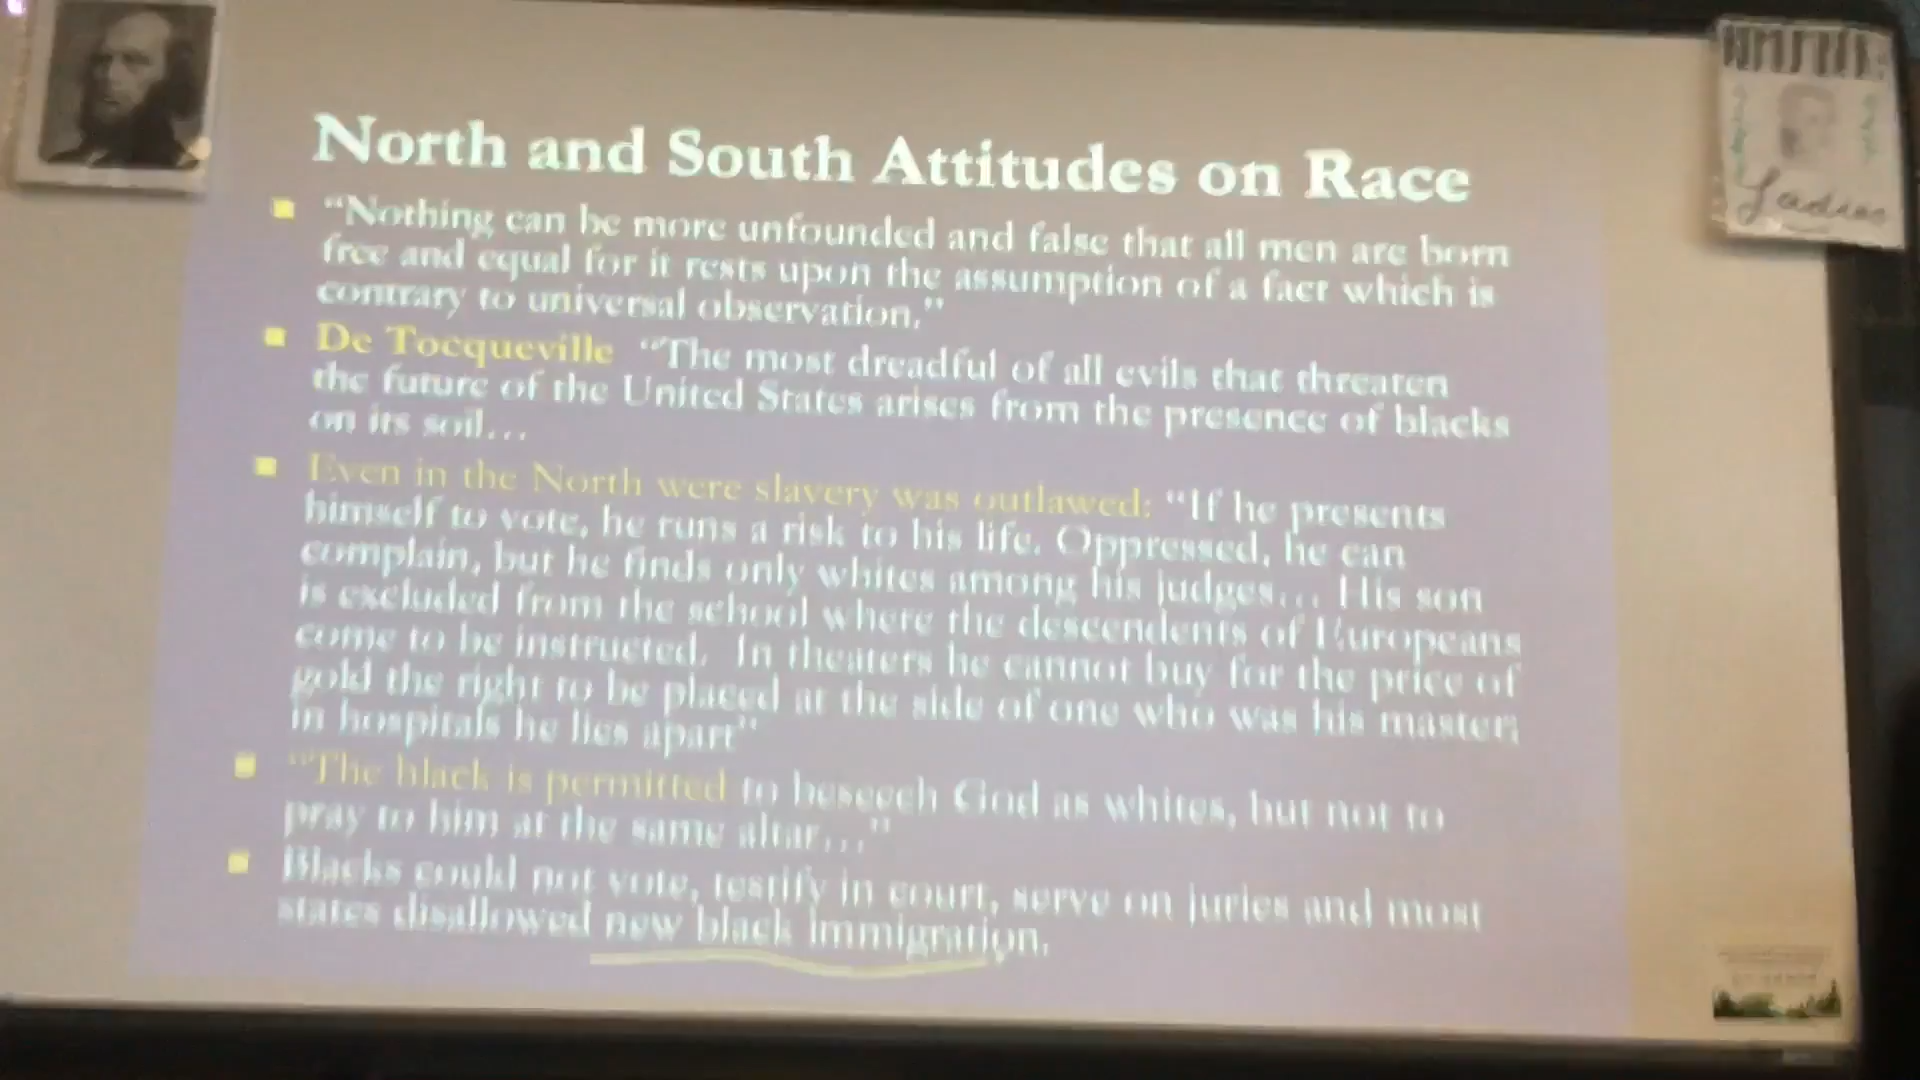 North and South Attitudes on Race
"Nothing can be more unfounded and false that all men are born
free and equal for it rests upon the assumption of a fact which is
contrary to universal observation."
De Tocqueville "The most dreadful of all evils that threaten
the future of the United States arises from the presence of blacks
on its soil…
Even in the North were slavery was outlawed: "If he presents
himself to vote, he runs a risk to his life. Oppressed, he can
complain, but he finds only whites among his judges… His son
is excluded from the school where the descendents of Europeans
come to be instructed. In theaters he cannot buy for the price of
gold the right to be placed at the side of one who was his master;
in hospitals he lies apart"
"The black is permitted to beseech God as whites, but not to
pray to him at the same altar…"
Blacks could not vote, testify in court, serve on juries and most
states disallowed new black immigration.